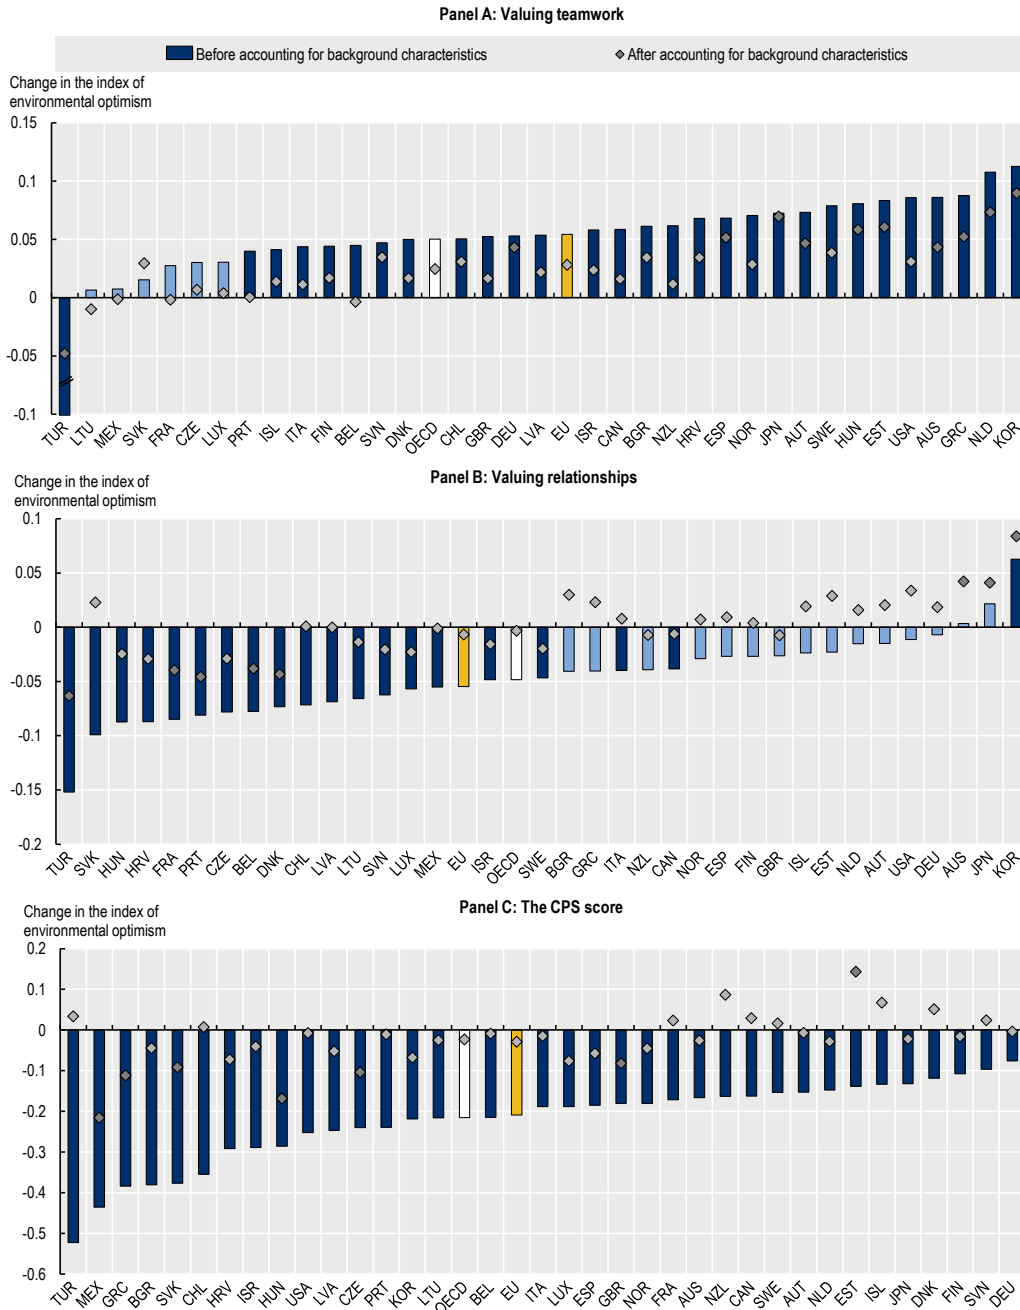 Panel A: Valuing teamwork
Before accounting for background characteristics
After accounting for background characteristics
Change in the index of
environmental optimism
0.15
0.1
0.05
0
-0.05
-0.1
TUR LTU MEX SVK FRA CZE LUX PRT ISL ITA FIN BEL SVN DNK OECD CHL GBR DEU LVA EU ISR CAN BGR NZL HRV ESP NOR JPN AUT SWE HUN EST USA AUS GRC NLD KOR
Panel B: Valuing relationships
Change in the index of
environmental optimism
0.1
0.05
0
-0.05
-0.1
-0.15
-0.2
TUR SVK HUN HRV FRA PRT CZE BEL DNK CHL LVA LTU SVN LUX MEX EU ISR OECD SWE BGR GRC ITA NZL CAN NOR ESP FIN GBR ISL EST NLD AUT USA DEU AUS JPN KOR
Panel C: The CPS score
Change in the index of
environmental optimism
0.2
0.1
0
-0.1
-0.2
-0.3
-0.4
-0.5
-0.6
TUR MEX GRC BGR SVK CHL HRV ISR HUN USA LVA CZE PRT KOR LTU OECD BEL EU ITA LUX ESP GBR NOR FRA AUS NZL CAN SWE AUT NLD EST ISL JPN DNK FIN SVN DEU